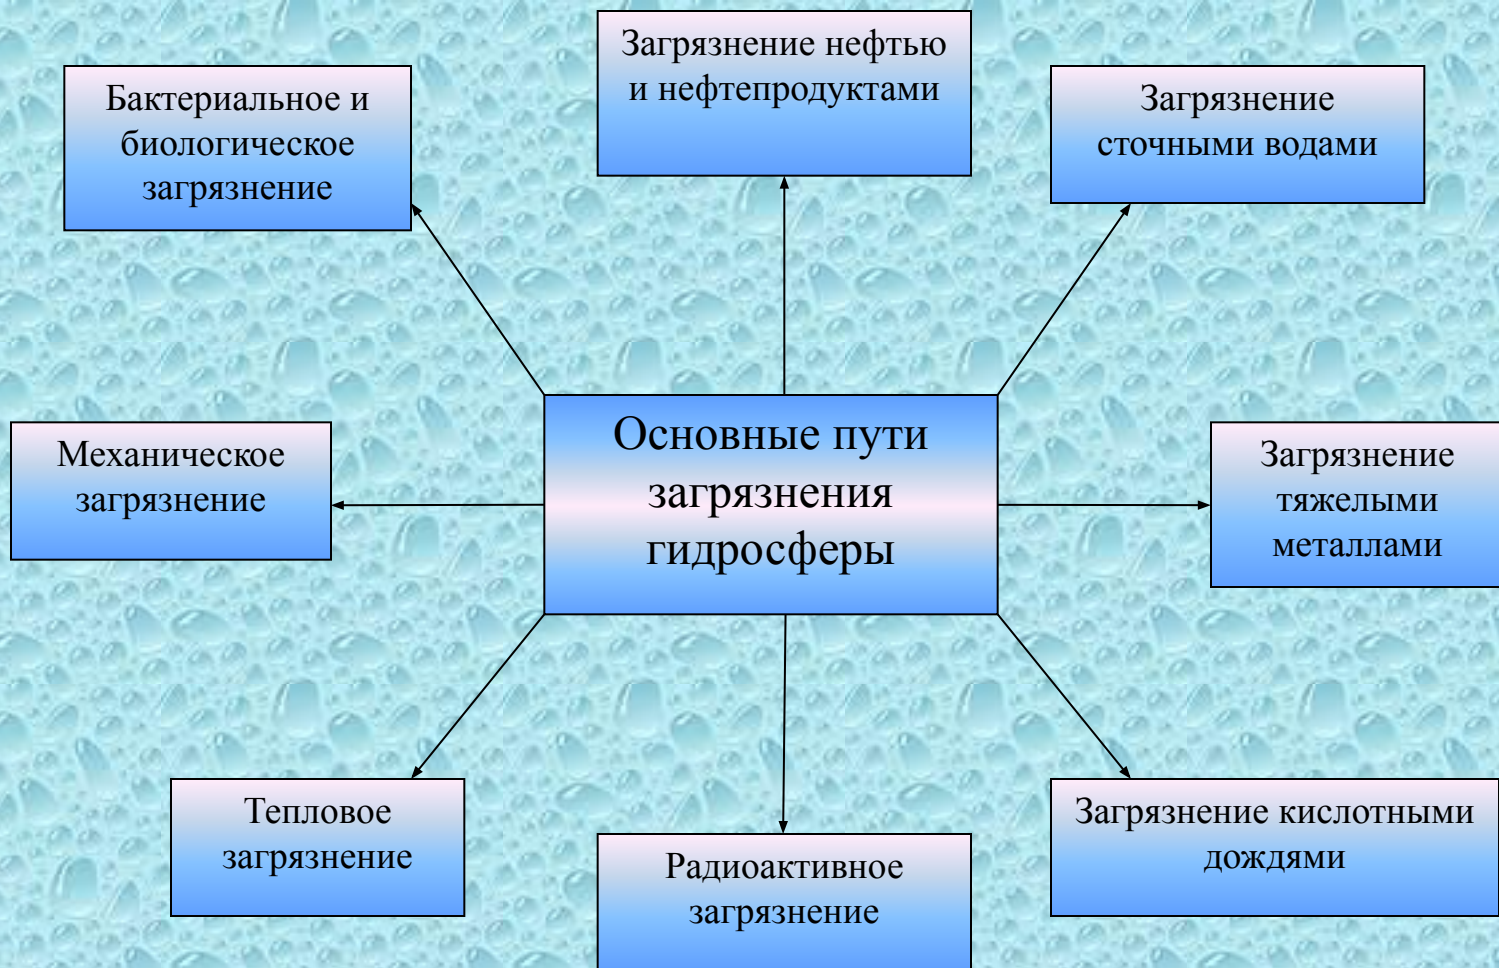 Загрязнение нефтью
и нефтепродуктами
Бактериальное и
биологическое
загрязнение
Загрязнение
сточными водами
Основные пути
загрязнения
гидросферы
Механическое
загрязнение
Загрязнение
тяжелыми
металлами
Тепловое
загрязнение
Радиоактивное
загрязнение
Загрязнение кислотными
дождями